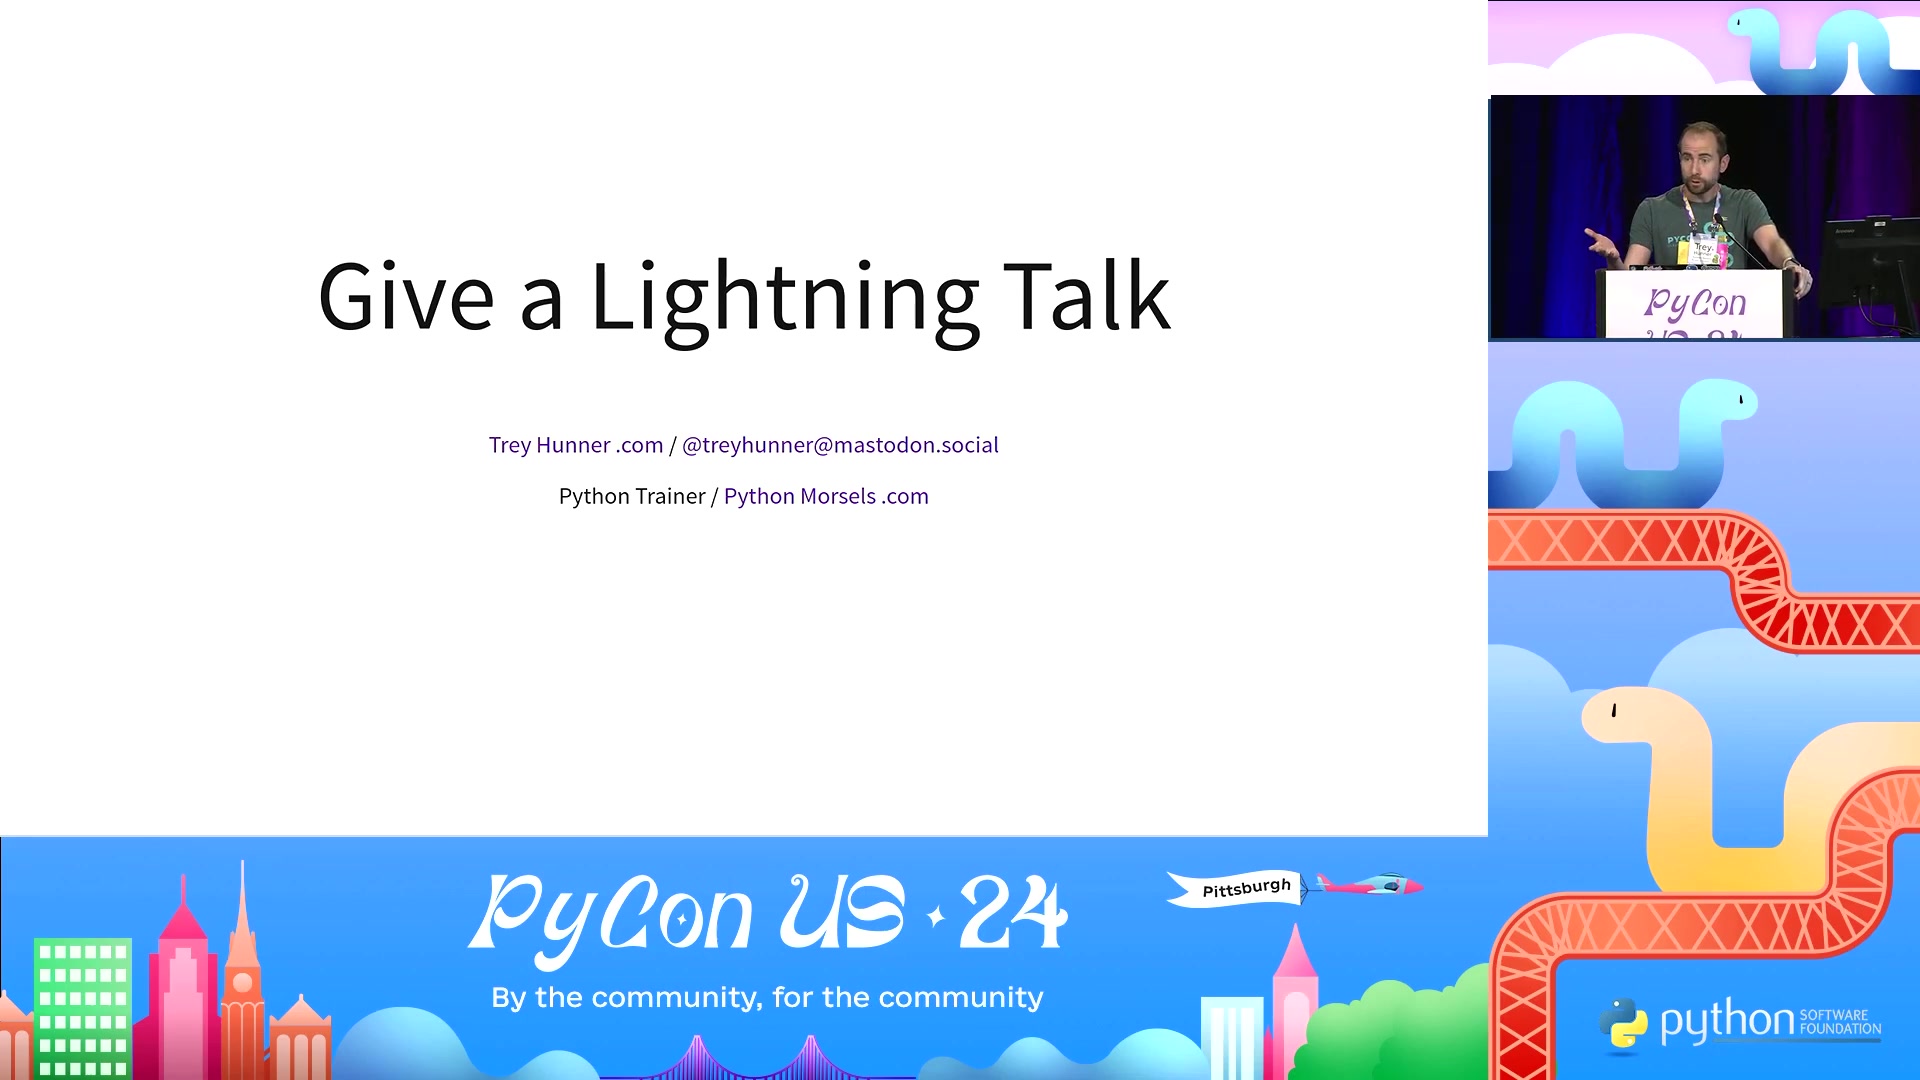 Give a Lightning Talk
Trey Hunner .com / @treyhunner@mastodon.social
Python Trainer / Python Morsels .com
Trey
PyCon
PyCon US 24
By the community, for the community
Pittsburgh
python SOFTWARE
FOUNDATION